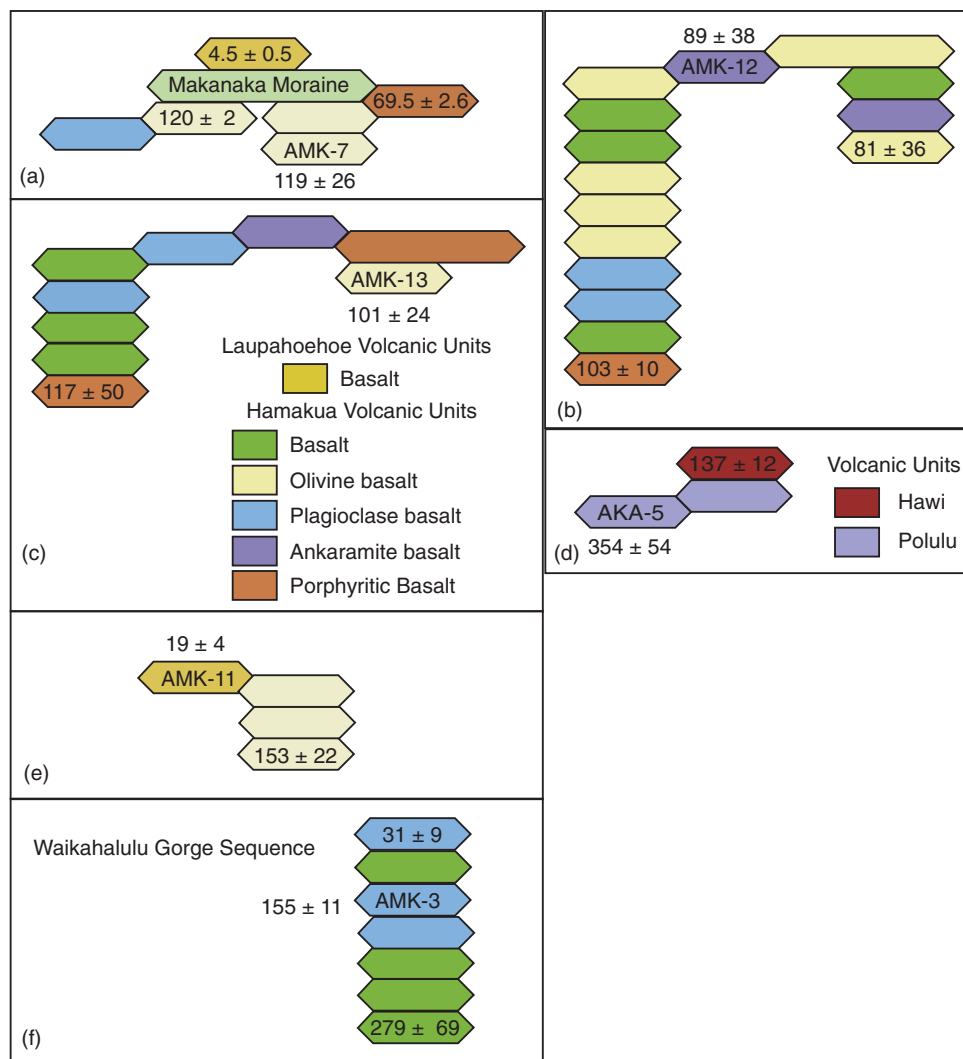 4.5 ± 0.5
Makanaka Moraine
120 ± 2
69.5 ± 2.6
AMK-7
119 ± 26
(a)
89 ± 38
AMK-12
81 ± 36
103 ± 10
(b)
AMK-13
101 ± 24
117 ± 50
Laupahoehoe Volcanic Units
Basalt
Hamakua Volcanic Units
Basalt
Olivine basalt
Plagioclase basalt
Ankaramite basalt
Porphyritic Basalt
(c)
137 ± 12
AKA-5
354 ± 54
Volcanic Units
Hawi
Polulu
(d)
19 ± 4
AMK-11
153 ± 22
(e)
Waikahalulu Gorge Sequence
31 ± 9
155 ± 11
AMK-3
279 ± 69
(f)